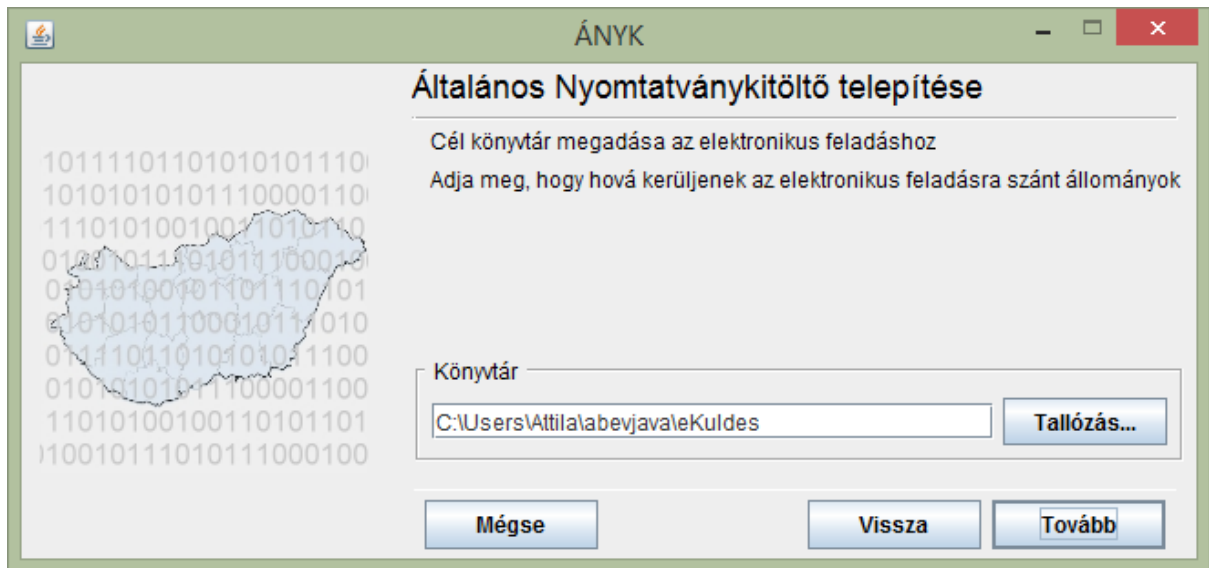 ÁNYK
Általános Nyomtatványkitöltő telepítése
Cél könyvtár megadása az elektronikus feladáshoz
Adja meg, hogy hová kerüljenek az elektronikus feladásra szánt állományok
Könyvtár
C:\Users\Attila\abevjava\eKuldes
Tallózás...
Mégse
Vissza
Tovább